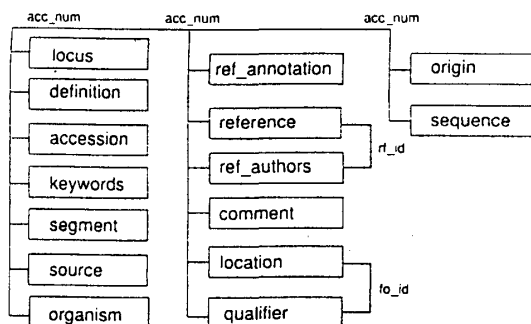 acc_num acc_num acc_num
locus
definition
accession
keywords
segment
source
organism
ref_annotation
reference
ref_authors
rf_id
comment
location
qualifier
fo_id
origin
sequence